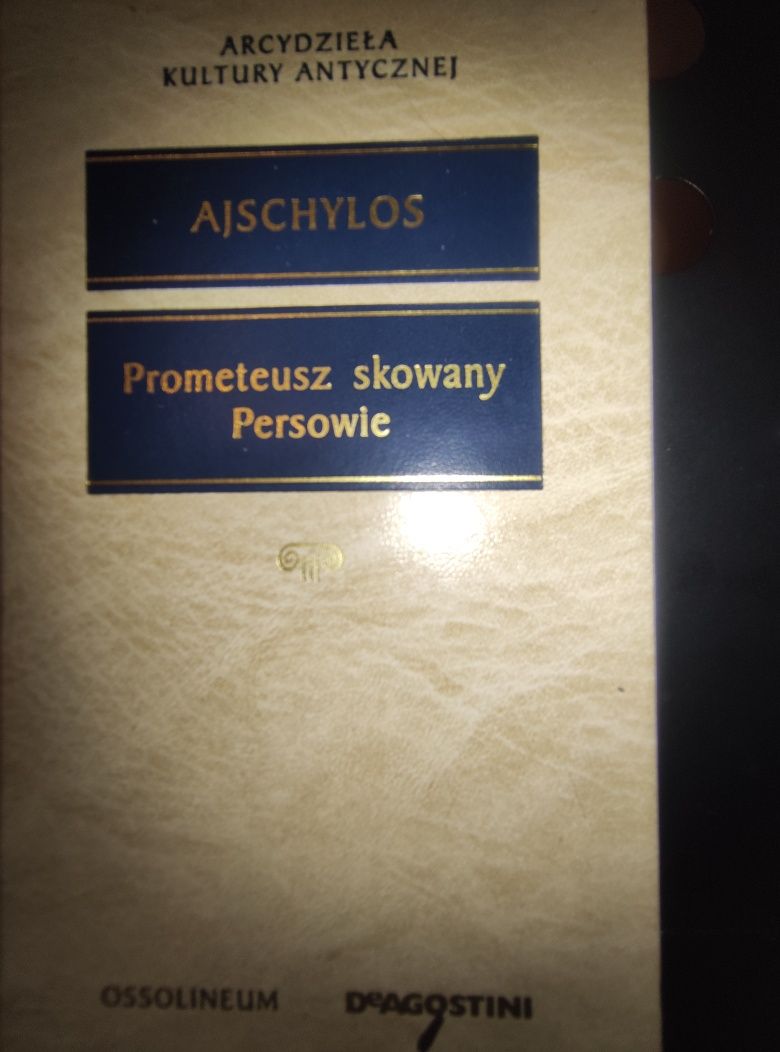 ARCYDZIEŁA
KULTURY ANTYCZNEJ
AJSCHYLOS
Prometeusz skowany
Persowie
OSSOLINEUM DeAGOSTINI